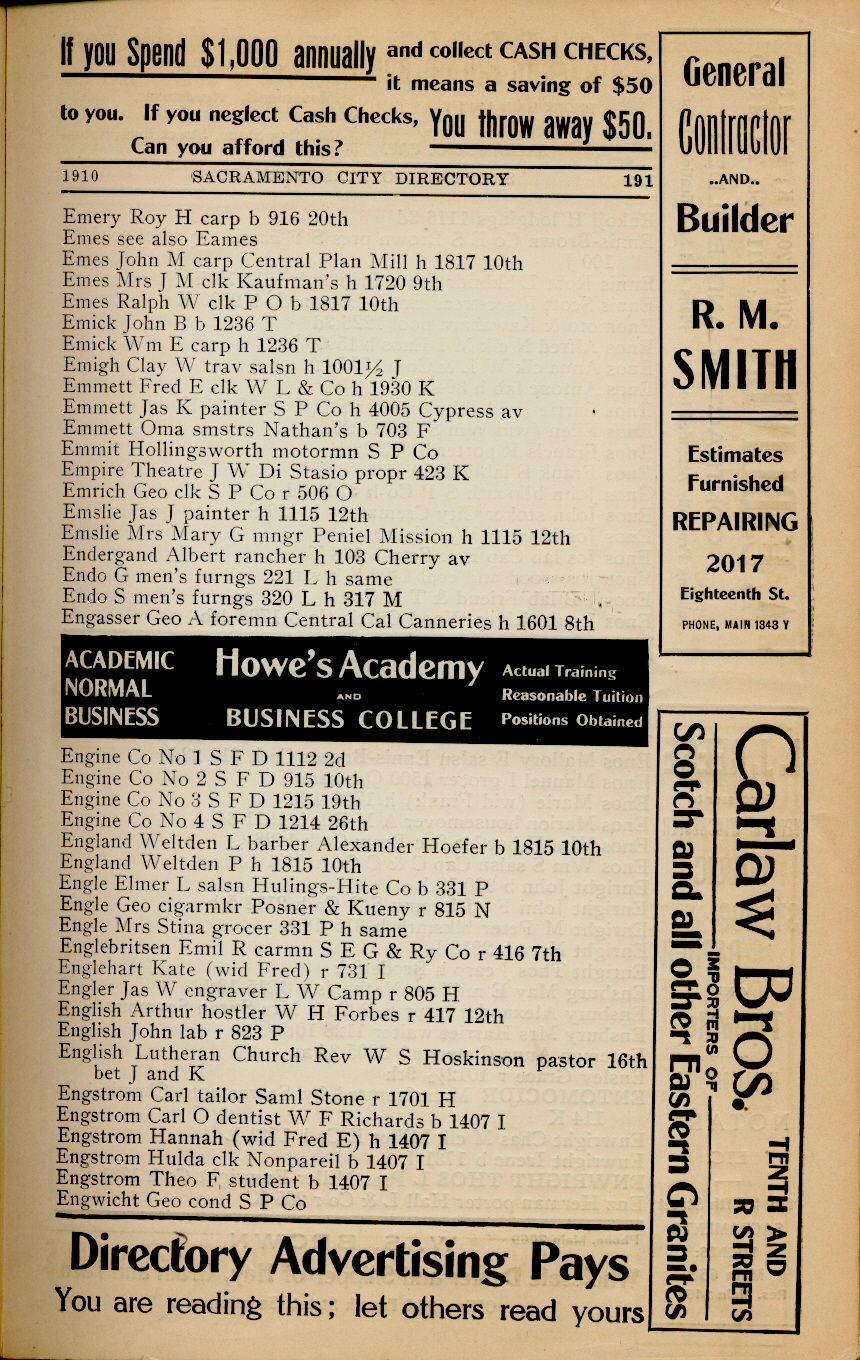 If you Spend $1,000 annually and collect CASH CHECKS,
it means a saving of $50
to you. If you neglect Cash Checks, You throw away $50.
Can you afford this?
1910 SACRAMENTO CITY DIRECTORY 191
Emery Roy H carp b 916 20th
Emes see also Eames
Emes John M carp Central Plan Mill h 1817 10th
Emes Mrs J M clk Kaufman's h 1720 9th
Emes Ralph W clk P O b 1817 10th
Emick John B b 1236 T
Emick Wm E carp h 1236 T
Emigh Clay W trav salsn h 1001½ J
Emmett Fred E clk W L & Co h 1930 K
Emmett Jas K painter S P Co h 4005 Cypress av
Emmett Oma smstrs Nathan's b 703 F
Emmit Hollingsworth motormn S P Co
Empire Theatre J W Di Stasio propr 423 K
Emrich Geo clk S P Co r 506 O
Emslie Jas J painter h 1115 12th
Emslie Mrs Mary G mngr Peniel Mission h 1115 12th
Endergand Albert rancher h 103 Cherry av
Endo G men's furngs 221 L h same
Endo S men's furngs 320 L h 317 M
Engasser Geo A foremn Central Cal Canneries h 1601 8th
ACADEMIC
NORMAL
BUSINESS
Howe's Academy
AND
BUSINESS COLLEGE
Actual Training
Reasonable Tuition
Positions Obtained
Engine Co No 1 S F D 1112 2d
Engine Co No 2 S F D 915 10th
Engine Co No 3 S F D 1215 19th
Engine Co No 4 S F D 1214 26th
England Weltden L barber Alexander Hoefer b 1815 10th
England Weltden P h 1815 10th
Engle Elmer L salsn Hulings-Hite Co b 331 P
Engle Geo cigarmkr Posner & Kueny r 815 N
Engle Mrs Stina grocer 331 P h same
Englebritsen Emil R carmn S E G & Ry Co r 416 7th
Englehart Kate (wid Fred) r 731 I
Engler Jas W engraver L W Camp r 805 H
English Arthur hostler W H Forbes r 417 12th
English John lab r 823 P
English Lutheran Church Rev W S Hoskinson pastor 16th
bet J and K
Engstrom Carl tailor Saml Stone r 1701 H
Engstrom Carl O dentist W F Richards b 1407 I
Engstrom Hannah (wid Fred E) h 1407 I
Engstrom Hulda clk Nonpareil b 1407 I
Engstrom Theo F student b 1407 I
Engwicht Geo cond S P Co
Directory Advertising Pays
You are reading this; let others read yours
General
Contractor
..AND..
Builder
R. M.
SMITH
Estimates
Furnished
REPAIRING
2017
Eighteenth St.
PHONE, MAIN 1343 Y
Carlaw Bros.
TENTH AND
R STREETS
IMPORTERS OF
Scotch and all other Eastern Granites